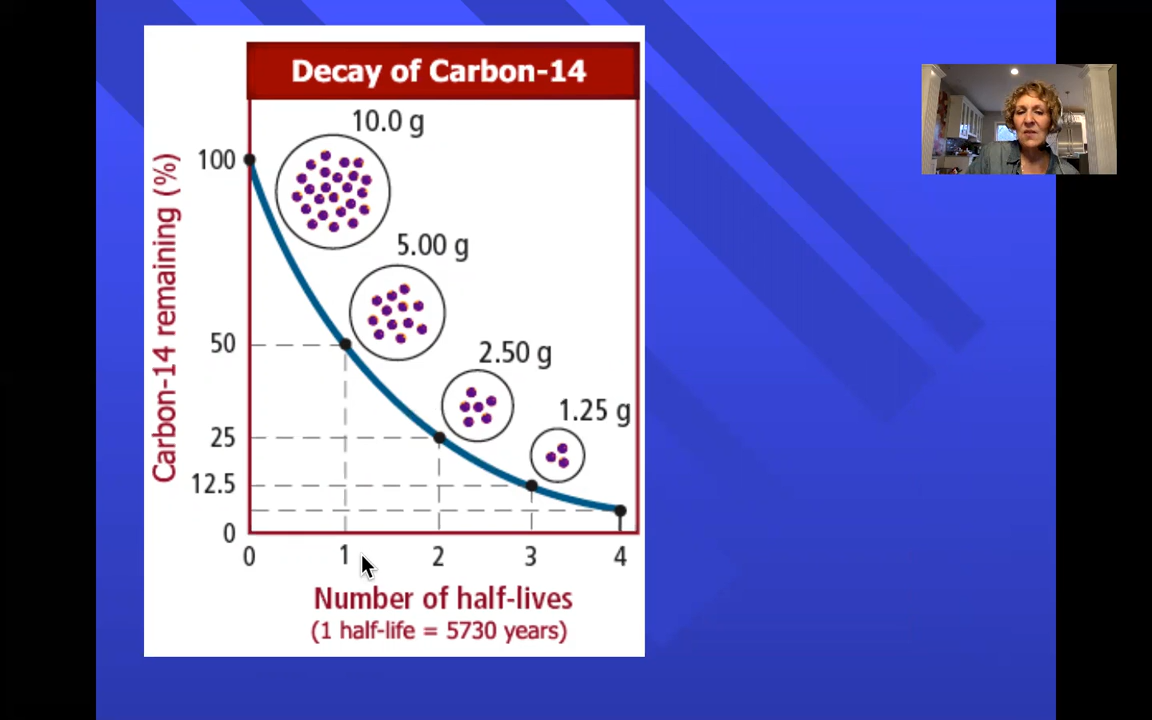 Decay of Carbon-14
10.0 g
100
5.00 g
50
2.50 g
1.25 g
25
12.5
0
0 1 2 3 4
Carbon-14 remaining (%)
Number of half-lives
(1 half-life = 5730 years)